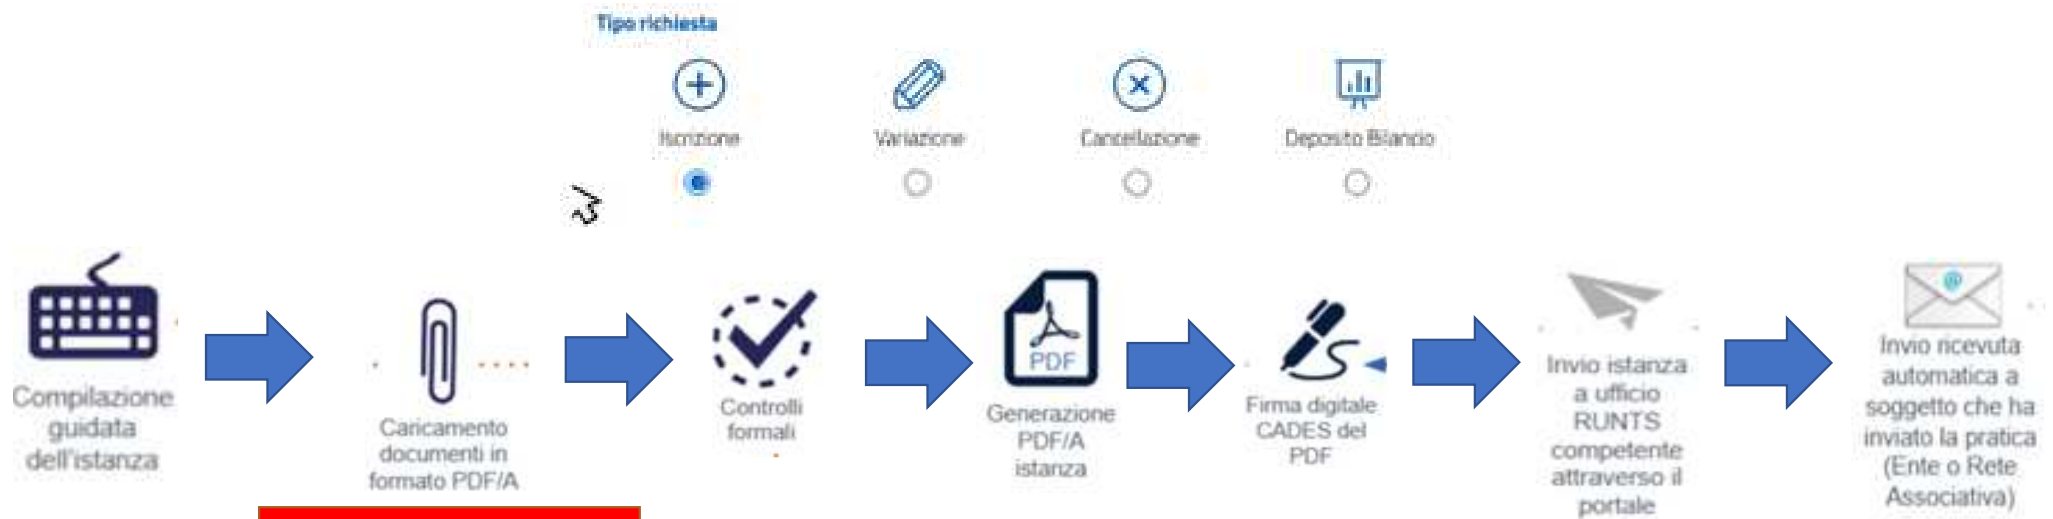 Tipo richiesta
Iscrizione
Variazione
Cancellazione
Deposito Bilancio
Compilazione
guidata
dell'istanza
Caricamento
documenti in
formato PDF/A
Controlli
formali
PDF
Generazione
PDF/A
istanza
Firma digitale
CADES del
PDF
Invio istanza
a ufficio
RUNTS
competente
attraverso il
portale
@
Invio ricevuta
automatica a
soggetto che ha
inviato la pratica
(Ente o Rete
Associativa)